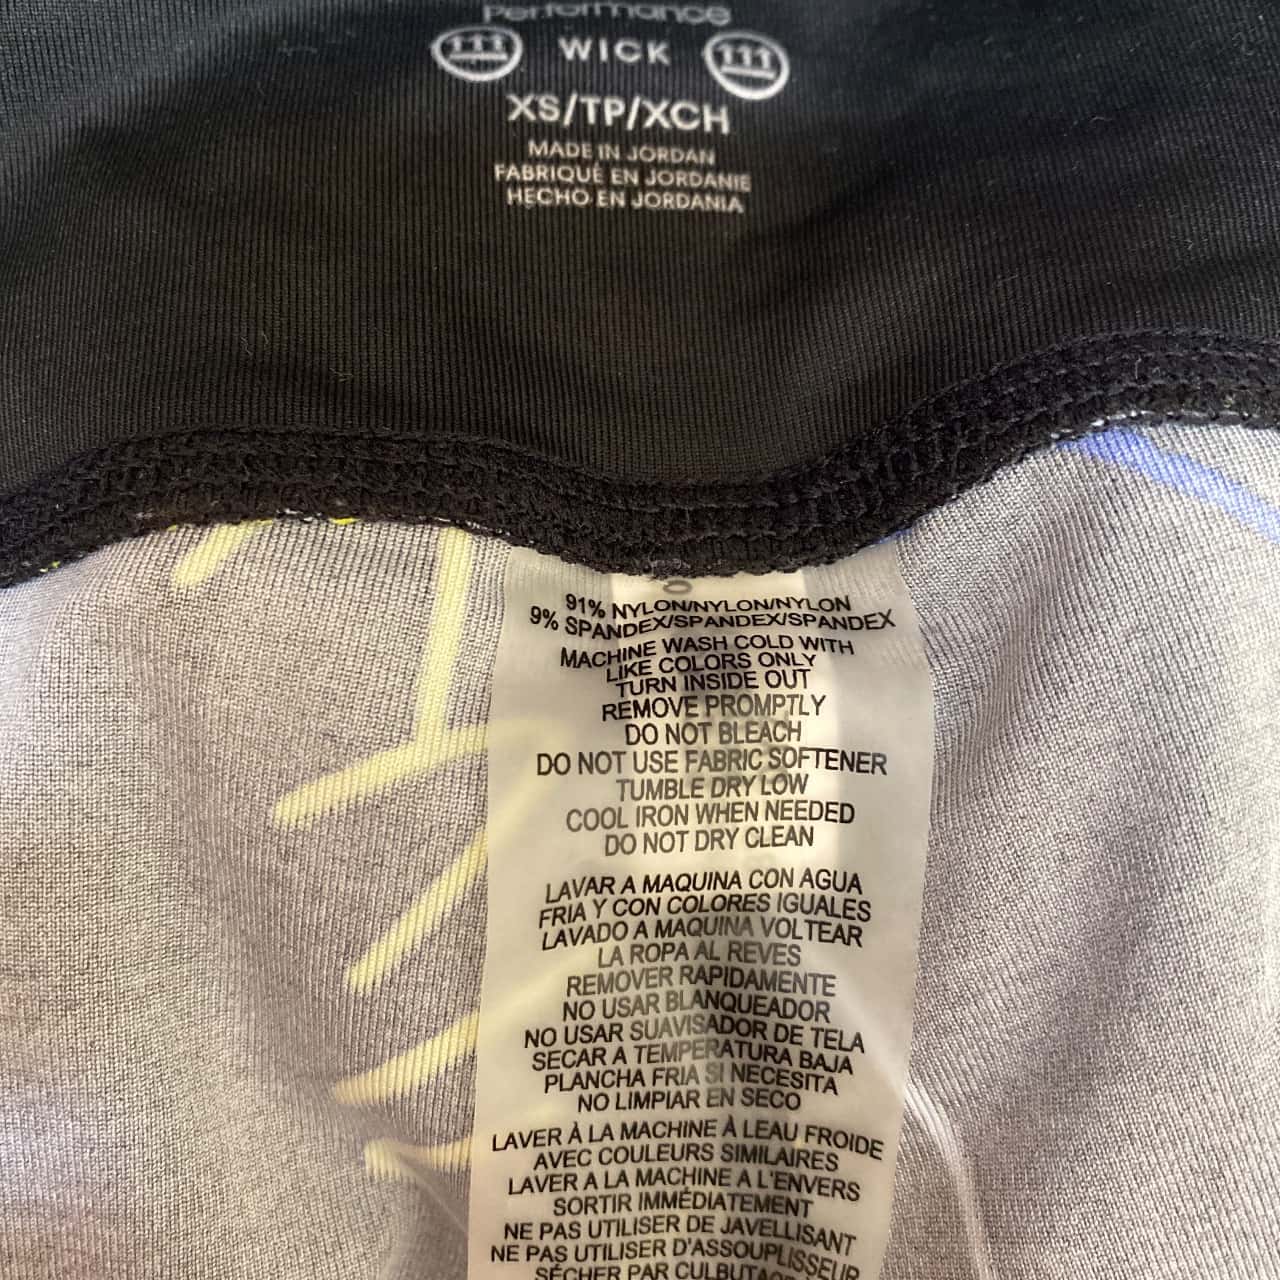 Performance
WICK
XS/TP/XCH
MADE IN JORDAN
FABRIQUÉ EN JORDANIE
HECHO EN JORDANIA
91% NYLON/NYLON/NYLON
9% SPANDEX/SPANDEX/SPANDEX
MACHINE WASH COLD WITH
LIKE COLORS ONLY
TURN INSIDE OUT
REMOVE PROMPTLY
DO NOT BLEACH
DO NOT USE FABRIC SOFTENER
TUMBLE DRY LOW
COOL IRON WHEN NEEDED
DO NOT DRY CLEAN
LAVAR A MAQUINA CON AGUA
FRIA Y CON COLORES IGUALES
LAVADO A MAQUINA VOLTEAR
LA ROPA AL REVES
REMOVER RAPIDAMENTE
NO USAR BLANQUEADOR
NO USAR SUAVISADOR DE TELA
SECAR A TEMPERATURA BAJA
PLANCHA FRIA SI NECESITA
NO LIMPIAR EN SECO
LAVER À LA MACHINE À LEAU FROIDE
AVEC COULEURS SIMILAIRES
LAVER A LA MACHINE A L'ENVERS
SORTIR IMMÉDIATEMENT
NE PAS UTILISER DE JAVELLISANT
NE PAS UTILISER D'ASSOUPLISSEUR
SÉCHER PAR